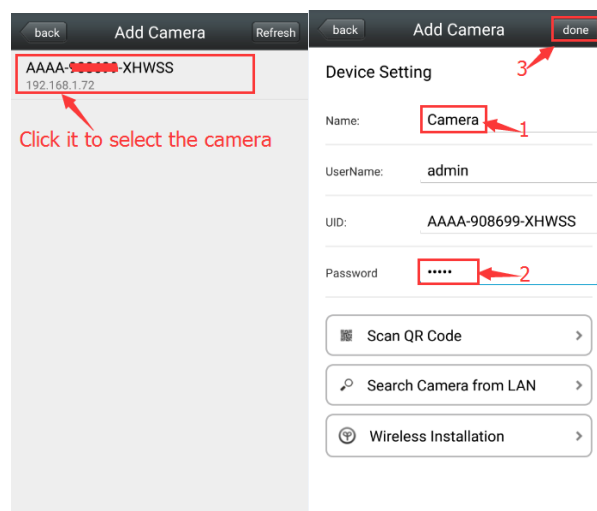 back Add Camera Refresh
AAAA- -XHWSS
192.168.1.72
Click it to select the camera
back Add Camera done
Device Setting 3
Name: Camera 1
UserName: admin
UID: AAAA-908699-XHWSS
Password ••••• 2
Scan QR Code
Search Camera from LAN
Wireless Installation